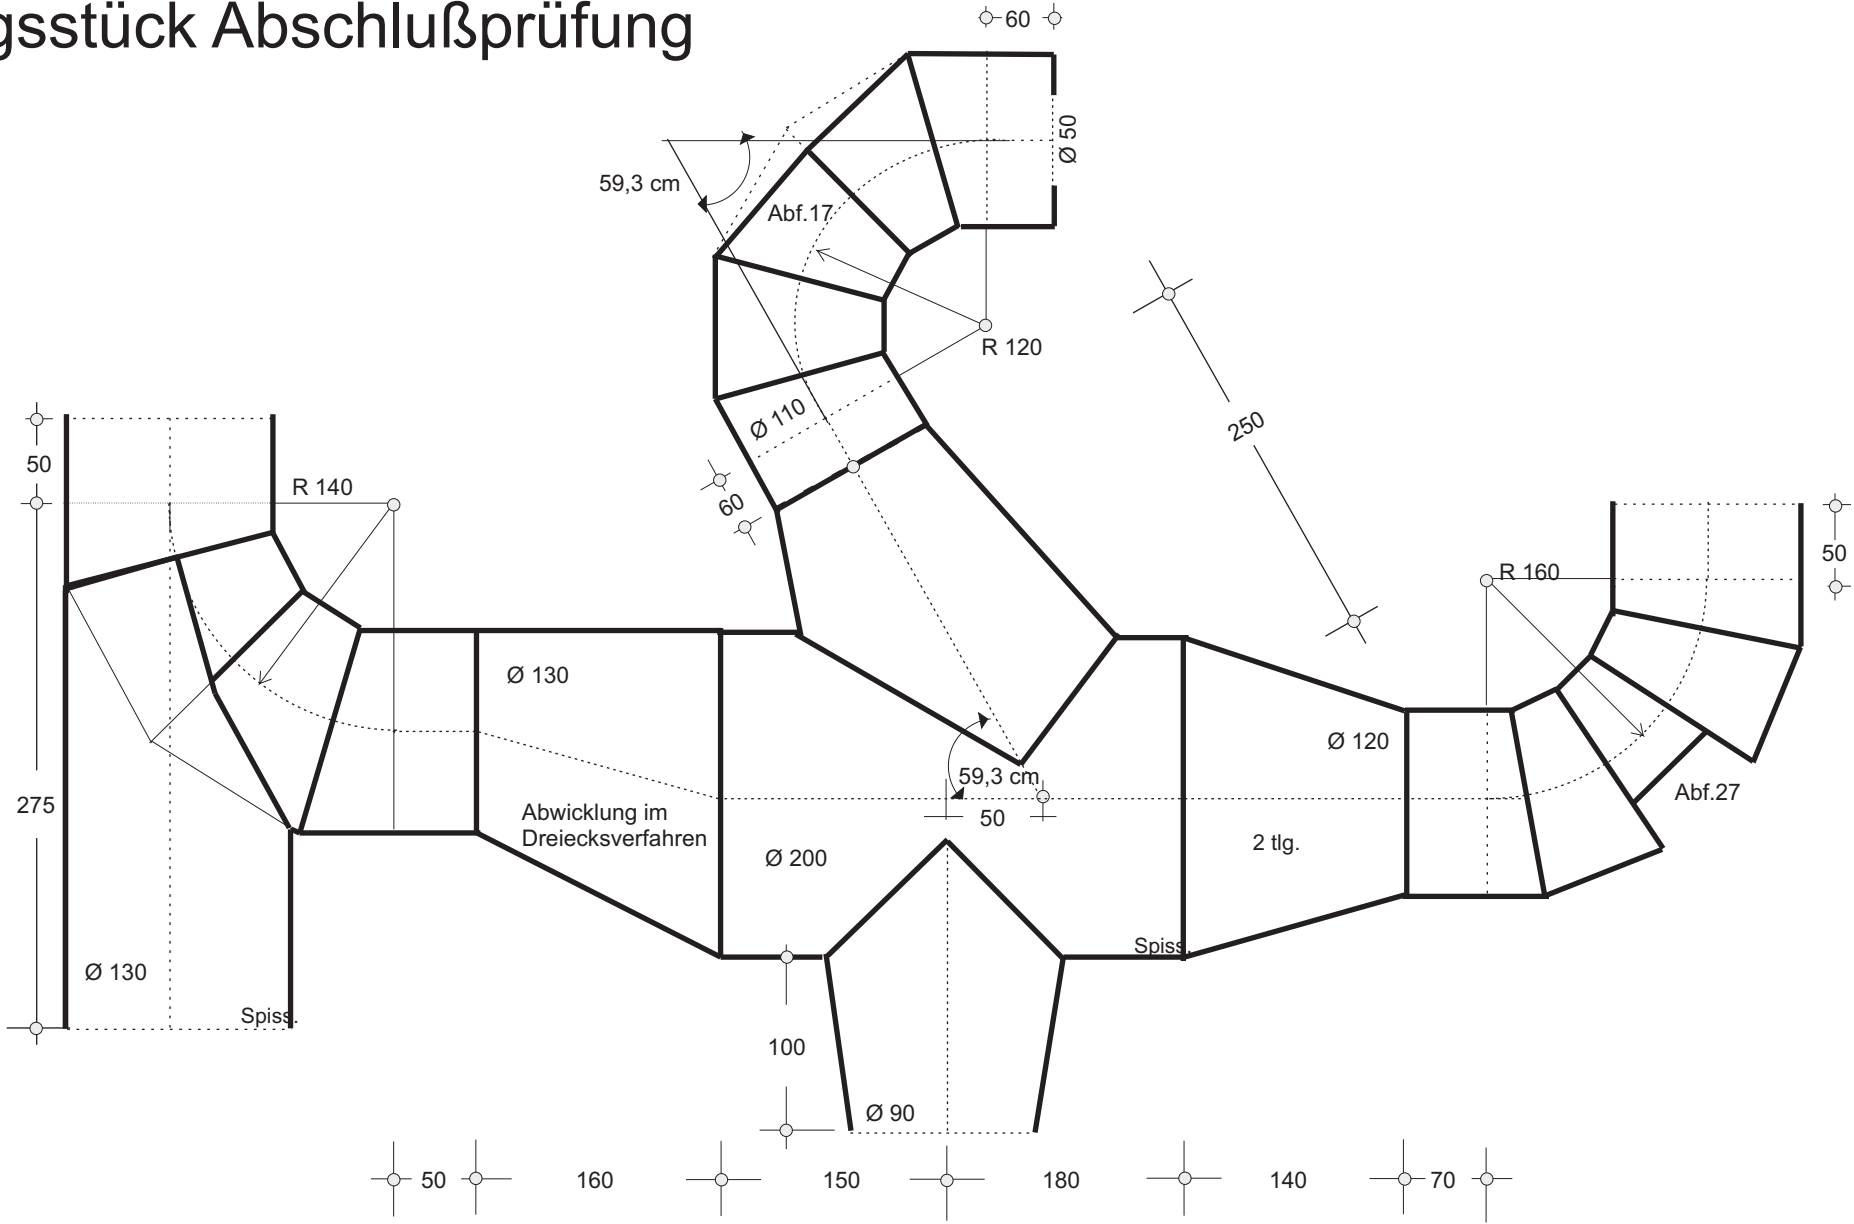 gsstück Abschlußprüfung
60
Ø 50
59,3 cm
Abf.17
R 120
Ø 110
60
250
50
R 140
275
Ø 130
Abwicklung im
Dreiecksverfahren
Ø 130
Spiss.
59,3 cm
50
Ø 200
2 tlg.
Spiss.
Ø 120
R 160
50
Abf.27
100
Ø 90
50
160
150
180
140
70